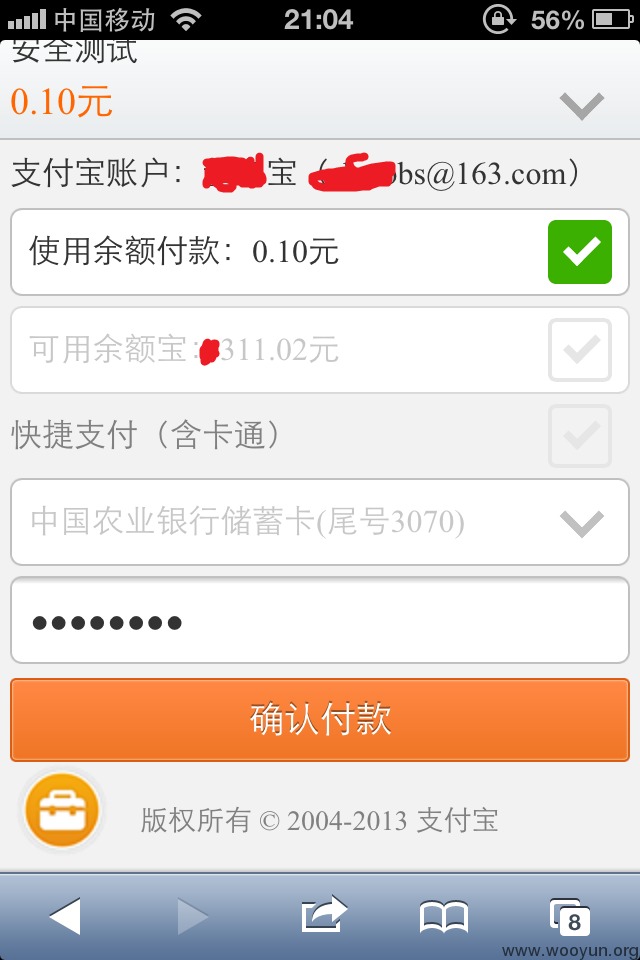 中国移动 21:04 56%
安全测试
0.10元
支付宝账户： 宝（ bs@163.com）
使用余额付款：0.10元
可用余额宝: 311.02元
快捷支付（含卡通）
中国农业银行储蓄卡(尾号3070)
••••••••
确认付款
版权所有 © 2004-2013 支付宝
8
www.wooyun.org